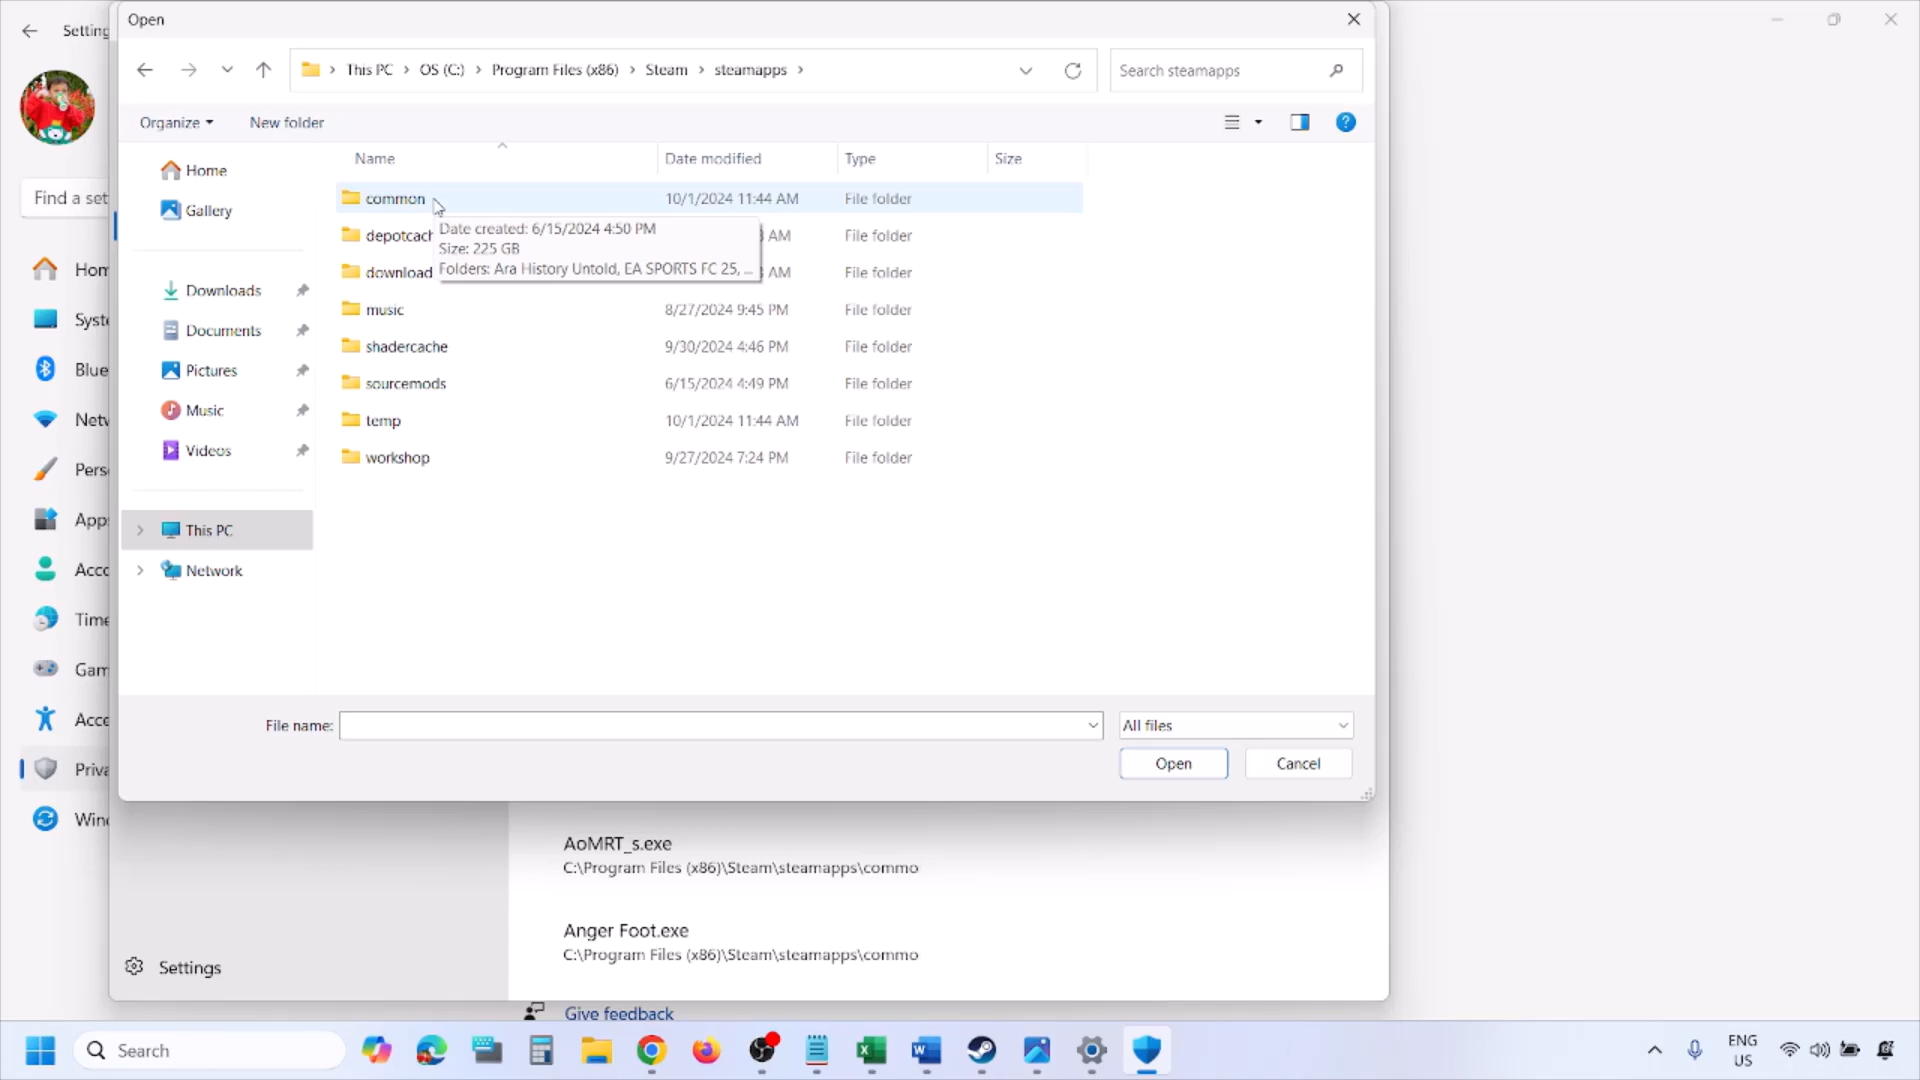 Open
Setting
This PC
OS (C:)
Program Files (x86)
Steam
steamapps
Search steamapps
Organize
New folder
Name
Date modified
Type
Size
Home
Gallery
Downloads
Documents
Pictures
Music
Videos
This PC
Network
common
10/1/2024 11:44 AM
File folder
Date created: 6/15/2024 4:50 PM
Size: 225 GB
Folders: Ara History Untold, EA SPORTS FC 25, ...
depotcach
AM
File folder
download
AM
File folder
music
8/27/2024 9:45 PM
File folder
shadercache
9/30/2024 4:46 PM
File folder
sourcemods
6/15/2024 4:49 PM
File folder
temp
10/1/2024 11:44 AM
File folder
workshop
9/27/2024 7:24 PM
File folder
Find a set
Hom
Syste
Blue
Netw
Perso
Apps
Acco
Time
Gam
Acce
Priva
Wind
File name:
All files
Open
Cancel
AoMRT_s.exe
C:\Program Files (x86)\Steam\steamapps\commo
Anger Foot.exe
C:\Program Files (x86)\Steam\steamapps\commo
Settings
Give feedback
Search
ENG
US